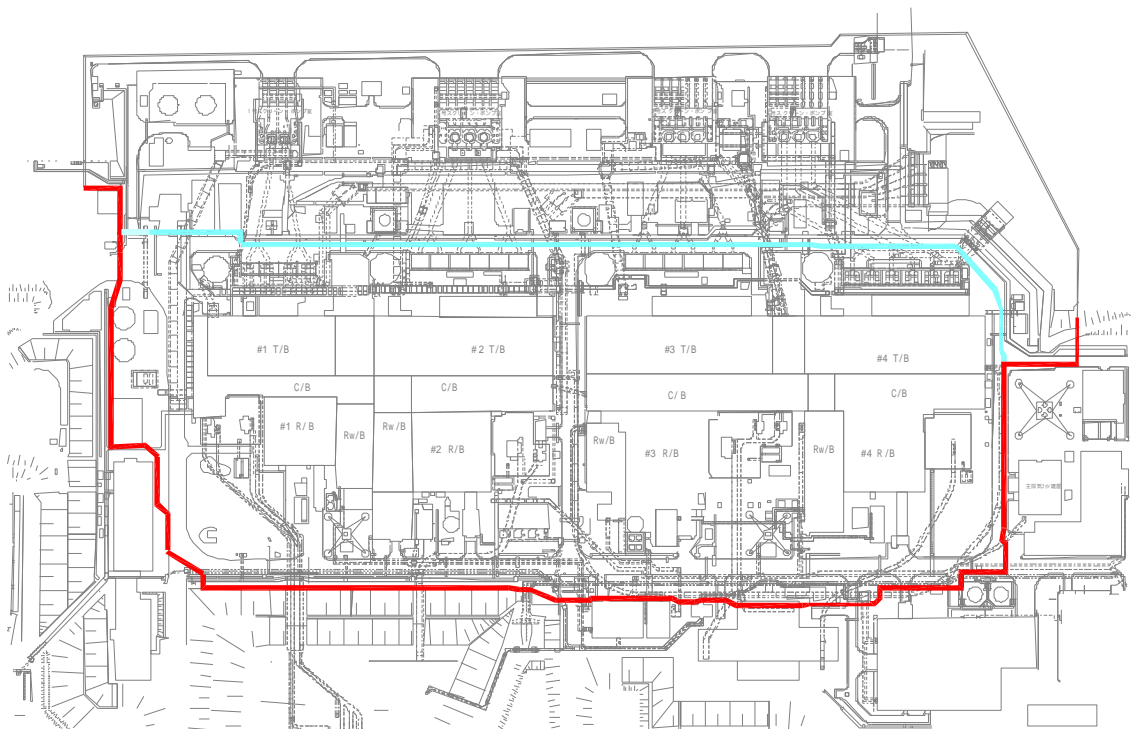 #1 T/B
#2 T/B
#3 T/B
#4 T/B
C/B
C/B
C/B
C/B
#1 R/B
Rw/B
Rw/B
#2 R/B
Rw/B
#3 R/B
Rw/B
#4 R/B